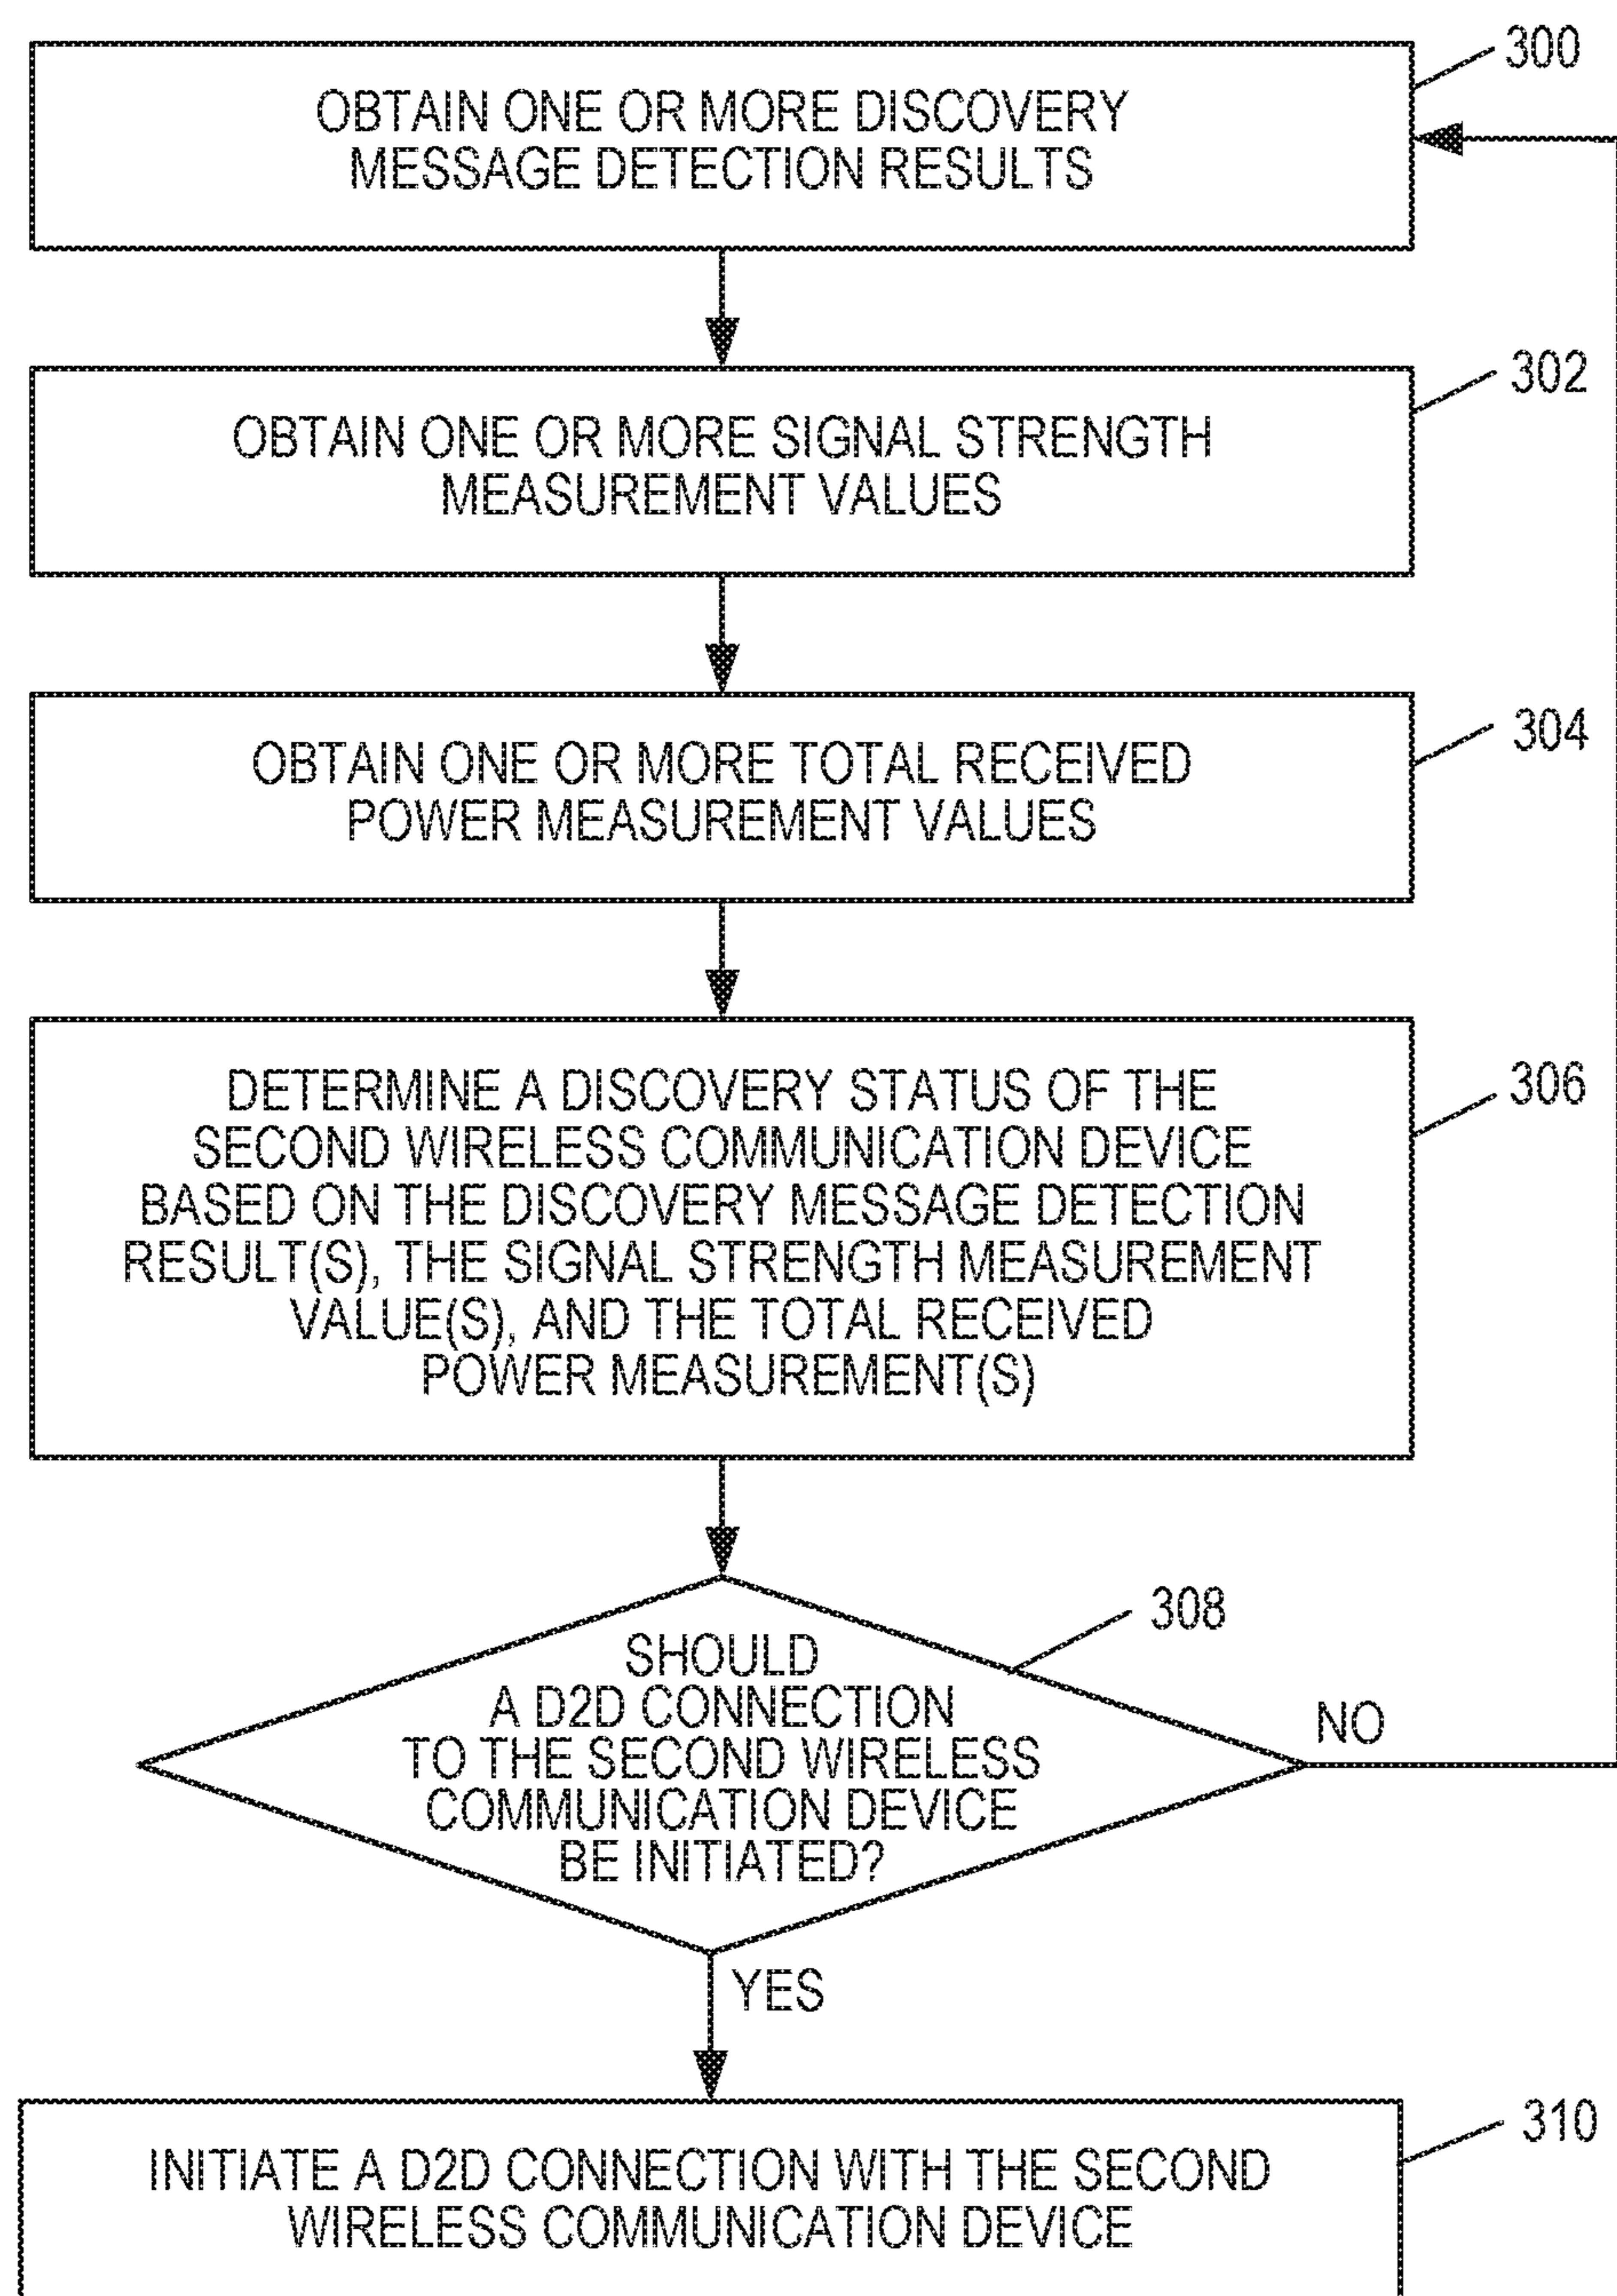 300
OBTAIN ONE OR MORE DISCOVERY
MESSAGE DETECTION RESULTS
302
OBTAIN ONE OR MORE SIGNAL STRENGTH
MEASUREMENT VALUES
304
OBTAIN ONE OR MORE TOTAL RECEIVED
POWER MEASUREMENT VALUES
306
DETERMINE A DISCOVERY STATUS OF THE
SECOND WIRELESS COMMUNICATION DEVICE
BASED ON THE DISCOVERY MESSAGE DETECTION
RESULT(S), THE SIGNAL STRENGTH MEASUREMENT
VALUE(S), AND THE TOTAL RECEIVED
POWER MEASUREMENT(S)
308
SHOULD
A D2D CONNECTION
TO THE SECOND WIRELESS
COMMUNICATION DEVICE
BE INITIATED?
NO
YES
310
INITIATE A D2D CONNECTION WITH THE SECOND
WIRELESS COMMUNICATION DEVICE